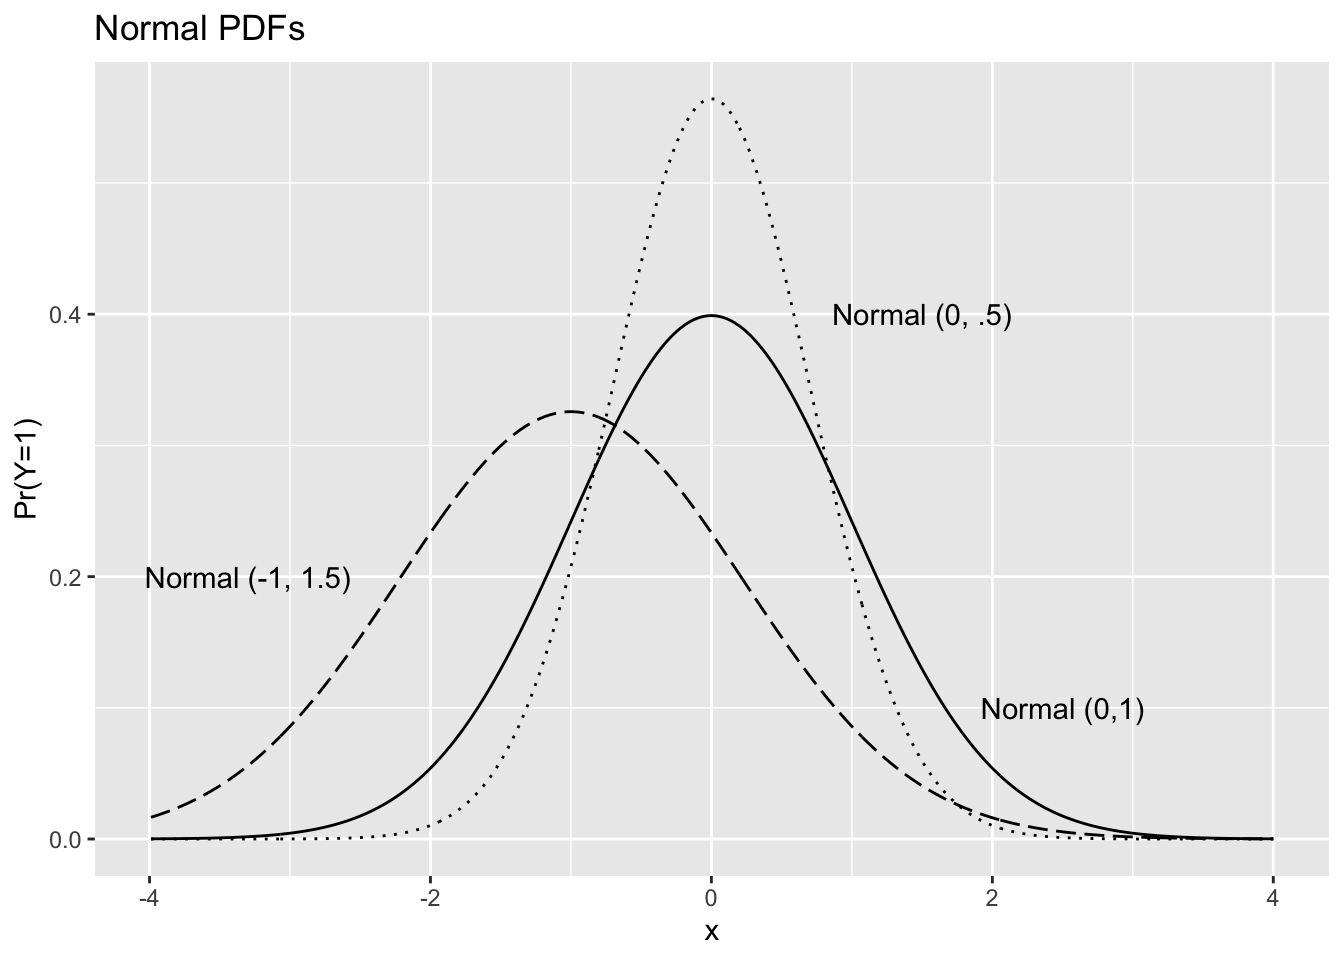 Normal PDFs
Pr(Y=1)
0.4
0.2
0.0
Normal (0, .5)
Normal (-1, 1.5)
Normal (0,1)
-4
-2
0
2
4
x